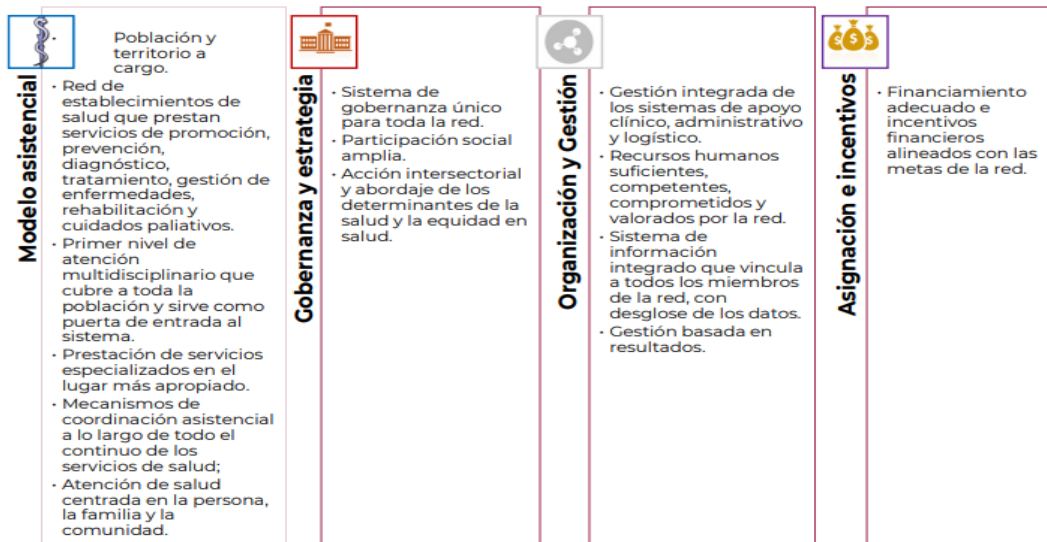 Modelo asistencial
· Población y
territorio a
cargo.
· Red de
establecimientos de
salud que prestan
servicios de promoción,
prevención,
diagnóstico,
tratamiento, gestión de
enfermedades,
rehabilitación y
cuidados paliativos.
· Primer nivel de
atención
multidisciplinario que
cubre a toda la
población y sirve como
puerta de entrada al
sistema.
· Prestación de servicios
especializados en el
lugar más apropiado.
· Mecanismos de
coordinación asistencial
a lo largo de todo el
continuo de los
servicios de salud;
· Atención de salud
centrada en la persona,
la familia y la
comunidad.
Gobernanza y estrategia
· Sistema de
gobernanza único
para toda la red.
· Participación social
amplia.
· Acción intersectorial
y abordaje de los
determinantes de la
salud y la equidad en
salud.
Organización y Gestión
· Gestión integrada de
los sistemas de apoyo
clínico, administrativo
y logístico.
· Recursos humanos
suficientes,
competentes,
comprometidos y
valorados por la red.
· Sistema de
información
integrado que vincula
a todos los miembros
de la red, con
desglose de los datos.
· Gestión basada en
resultados.
Asignación e incentivos
$ $ $
· Financiamiento
adecuado e
incentivos
financieros
alineados con las
metas de la red.